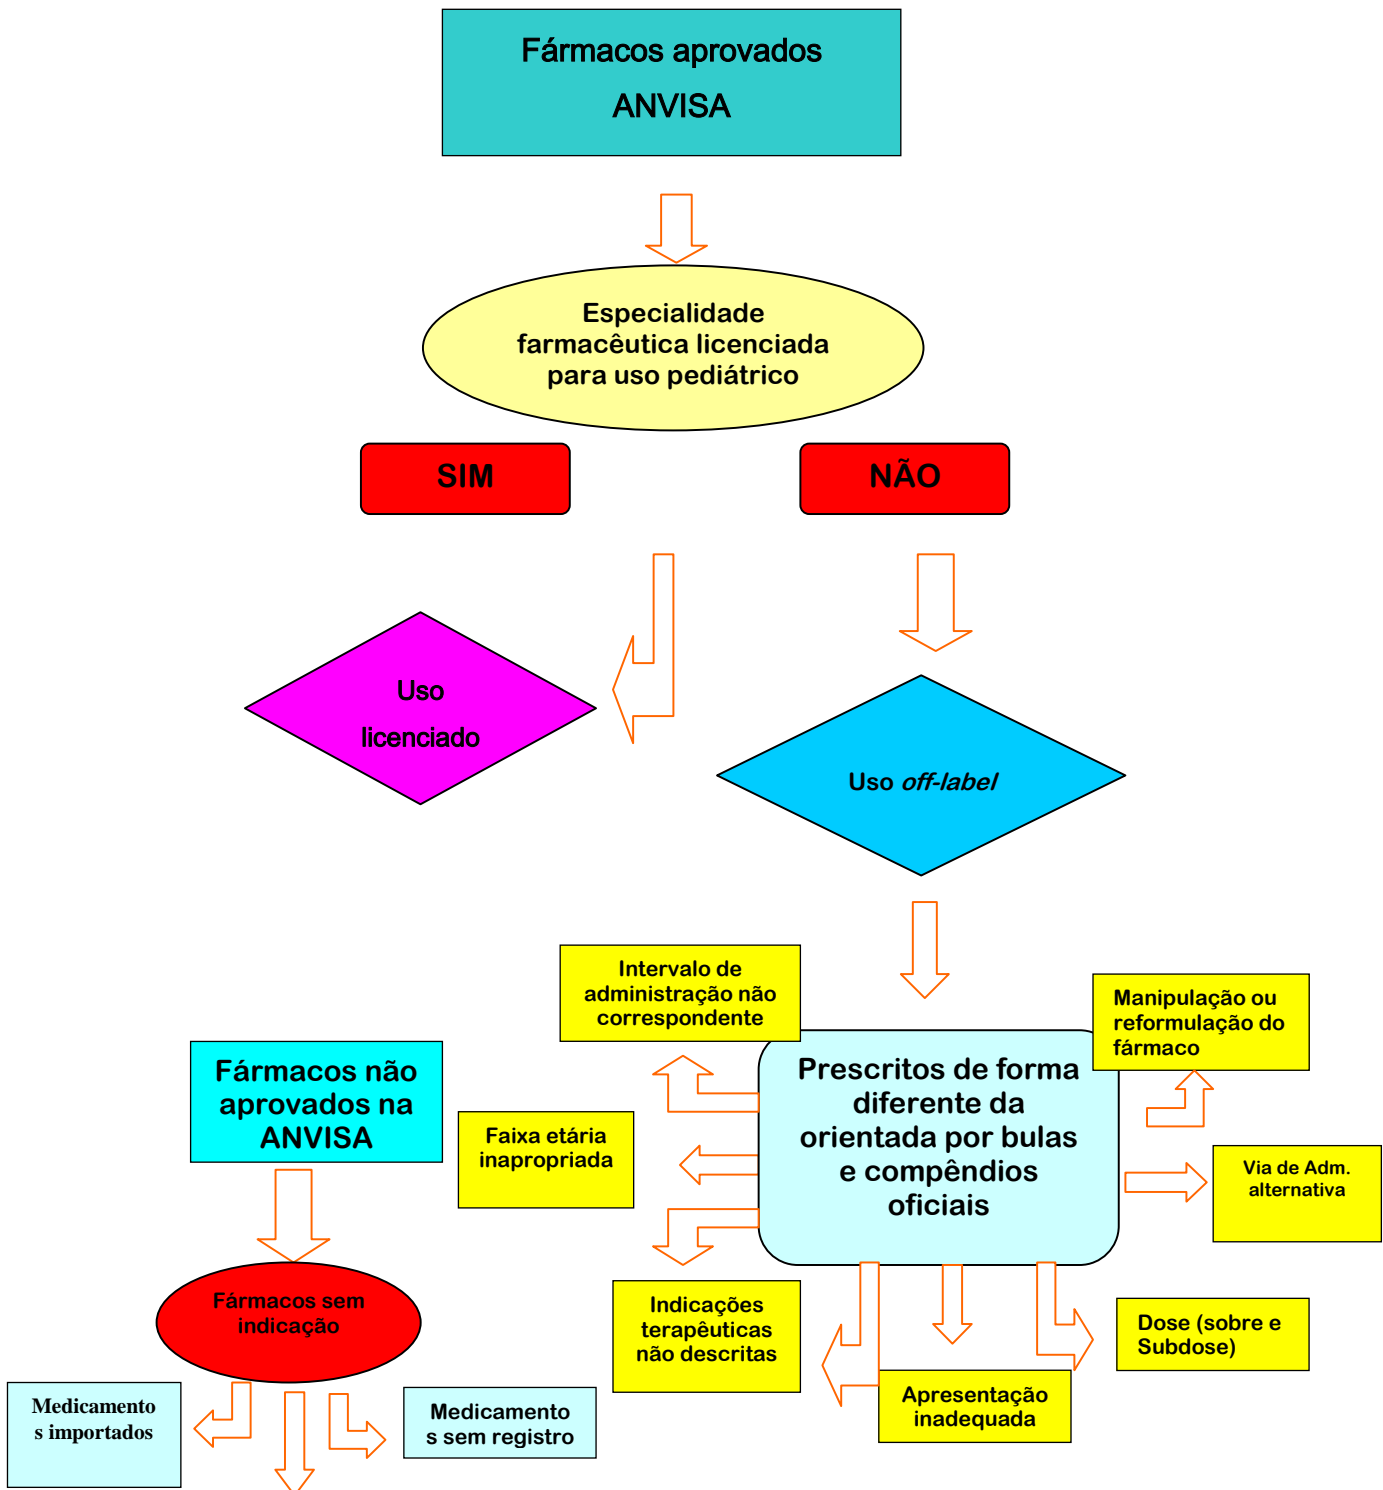 Fármacos aprovados
ANVISA
Especialidade
farmacêutica licenciada
para uso pediátrico
SIM
NÃO
Uso
licenciado
Uso off-label
Intervalo de
administração não
correspondente
Manipulação ou
reformulação do
fármaco
Prescritos de forma
diferente da
orientada por bulas
e compêndios
oficiais
Fármacos não
aprovados na
ANVISA
Faixa etária
inapropriada
Via de Adm.
alternativa
Fármacos sem
indicação
Indicações
terapêuticas
não descritas
Dose (sobre e
Subdose)
Apresentação
inadequada
Medicamento
s importados
Medicamento
s sem registro